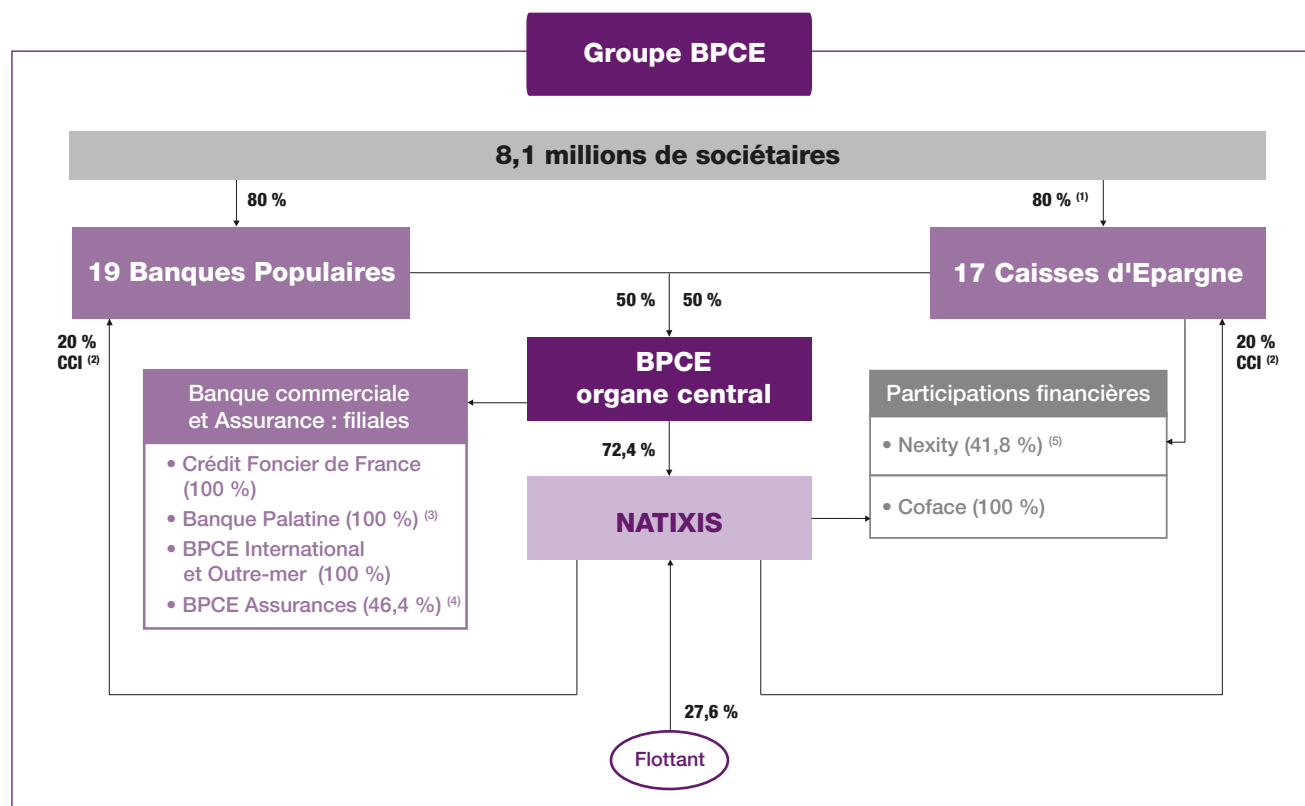 Groupe BPCE
8,1 millions de sociétaires
80 %
80 % (1)
19 Banques Populaires
17 Caisses d'Epargne
50 %
50 %
20 %
CCI (2)
20 %
CCI (2)
BPCE
organe central
Banque commerciale
et Assurance : filiales
• Crédit Foncier de France
(100 %)
• Banque Palatine (100 %) (3)
• BPCE International
et Outre-mer (100 %)
• BPCE Assurances (46,4 %) (4)
Participations financières
• Nexity (41,8 %) (5)
• Coface (100 %)
72,4 %
NATIXIS
27,6 %
Flottant